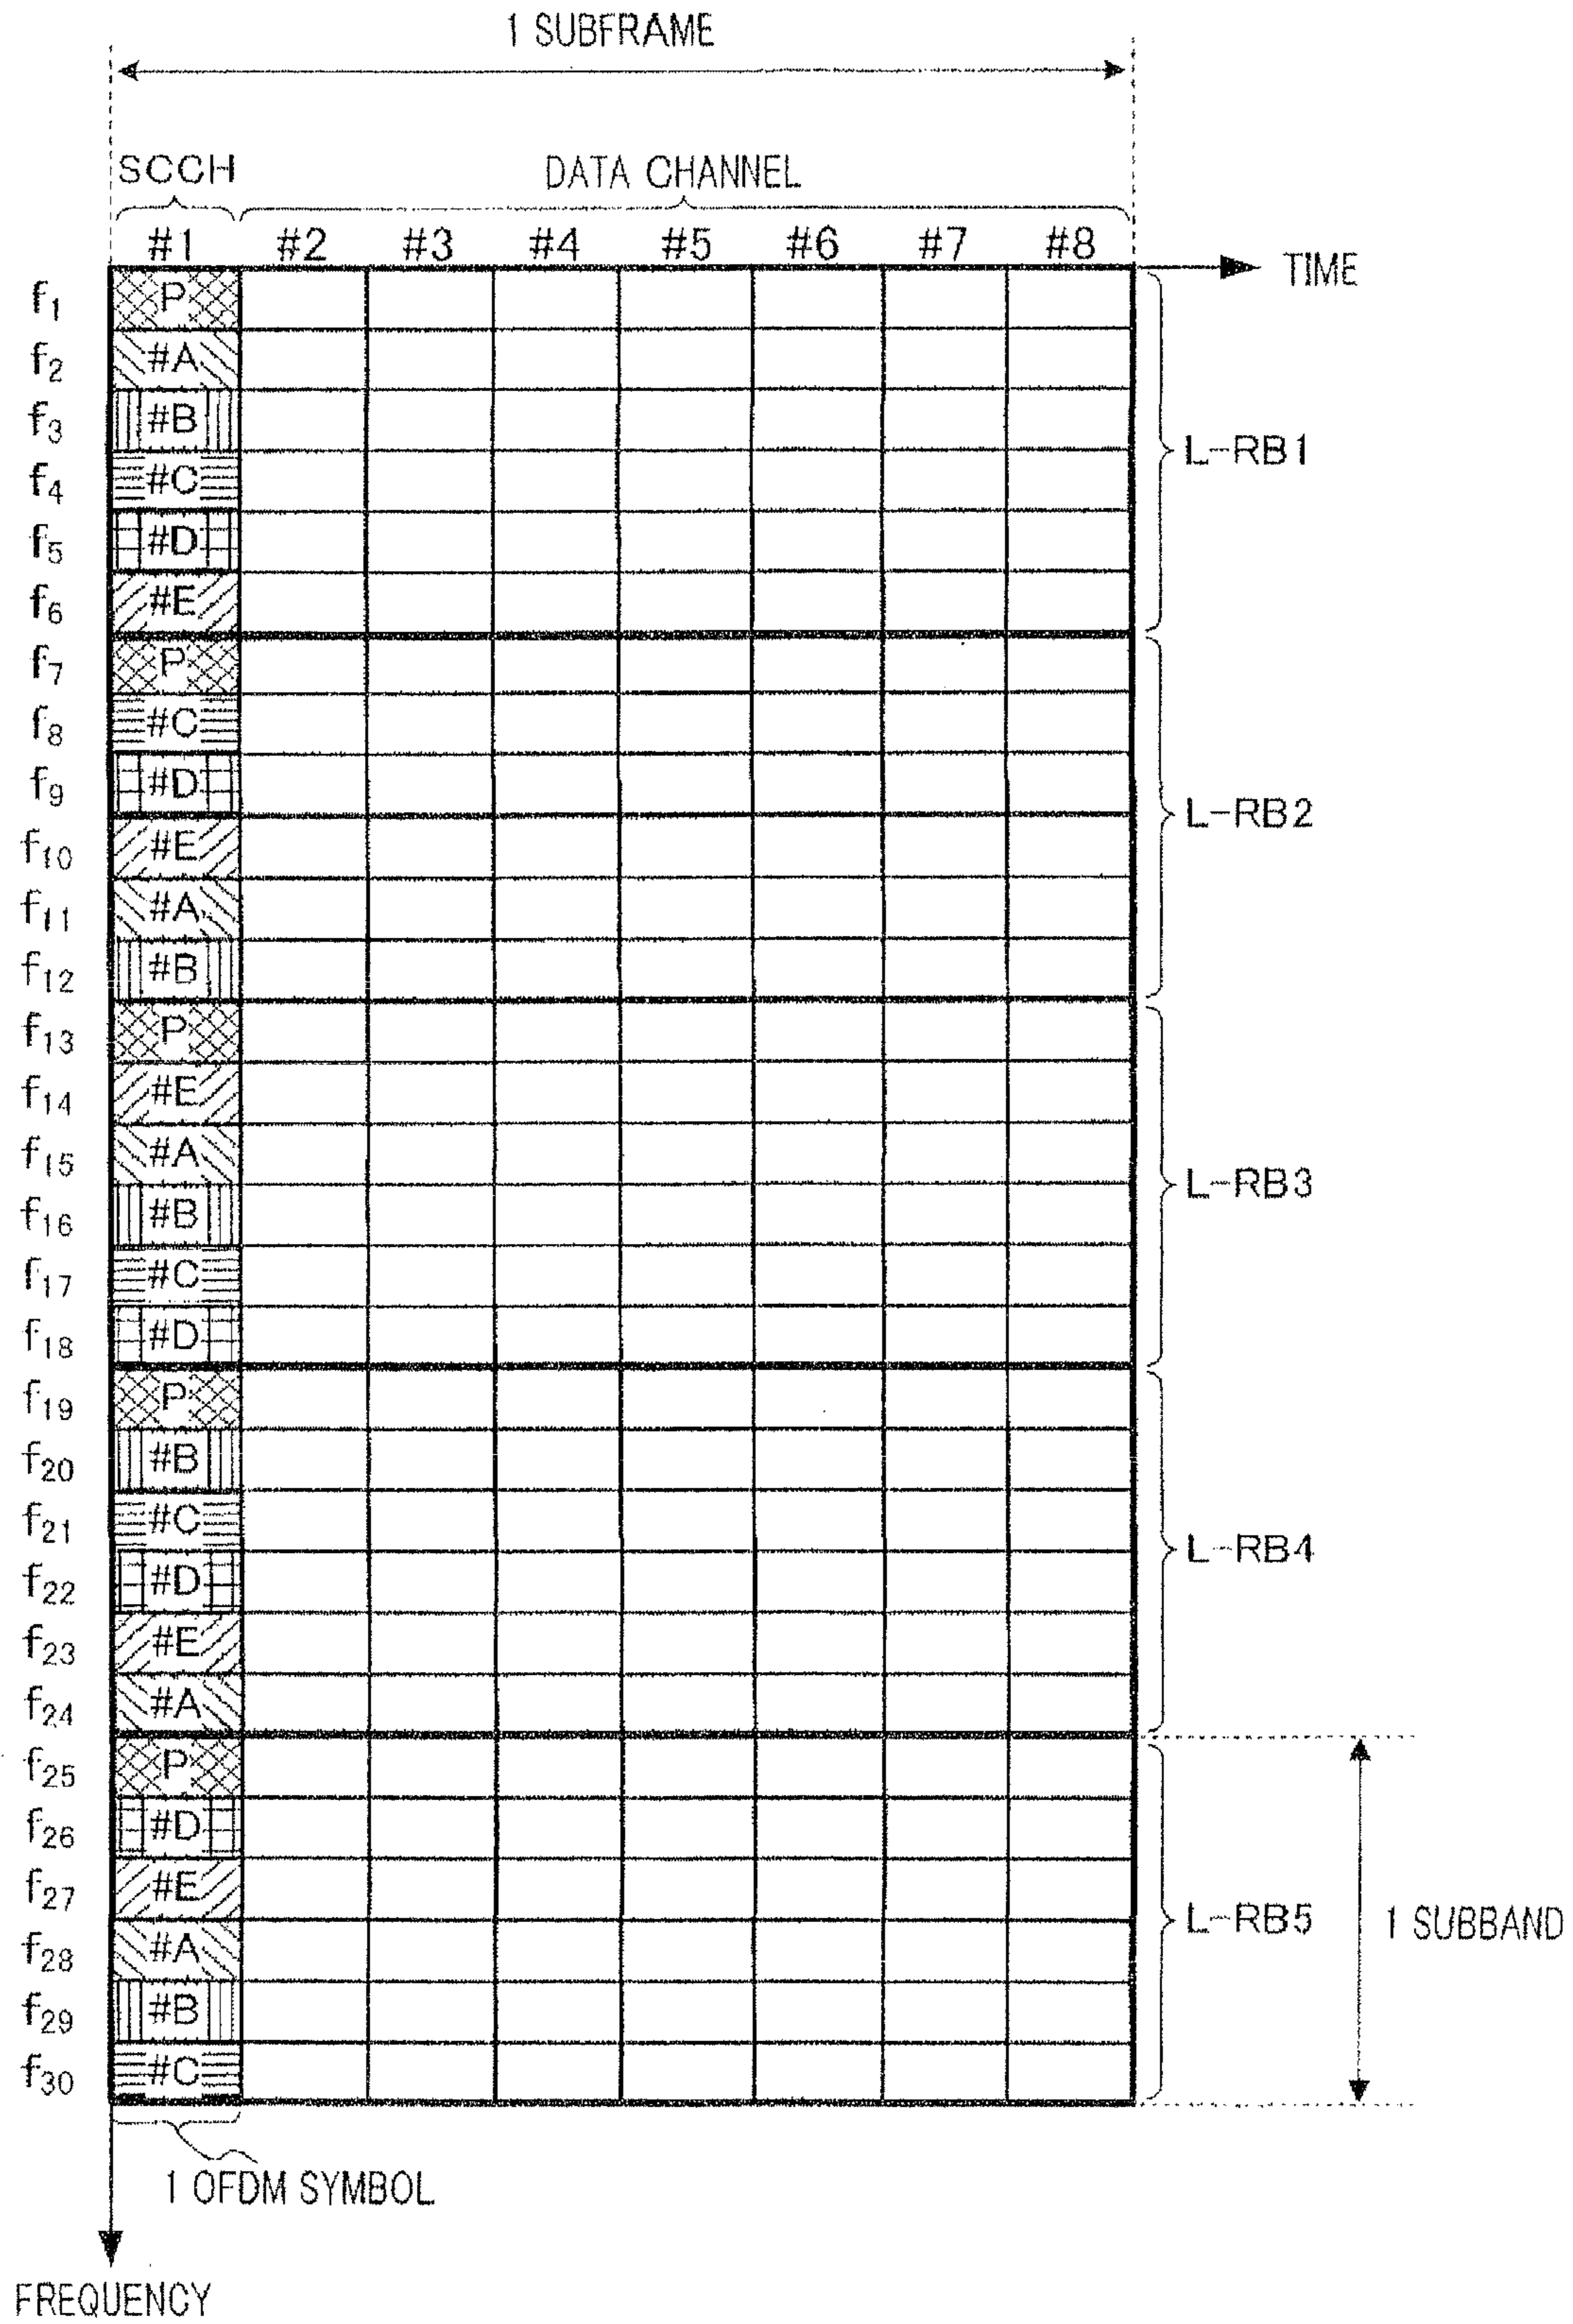 1 SUBFRAME
SCCH DATA CHANNEL
#1 #2 #3 #4 #5 #6 #7 #8
TIME
f1 P
f2 #A
f3 #B
f4 #C
L-RB1
f5 #D
f6 #E
f7 P
f8 #C
f9 #D
L-RB2
f10 #E
f11 #A
f12 #B
f13 P
f14 #E
f15 #A
L-RB3
f16 #B
f17 #C
f18 #D
f19 P
f20 #B
f21 #C
L-RB4
f22 #D
f23 #E
f24 #A
f25 P
f26 #D
f27 #E
L-RB5
1 SUBBAND
f28 #A
f29 #B
f30 #C
1 OFDM SYMBOL
FREQUENCY